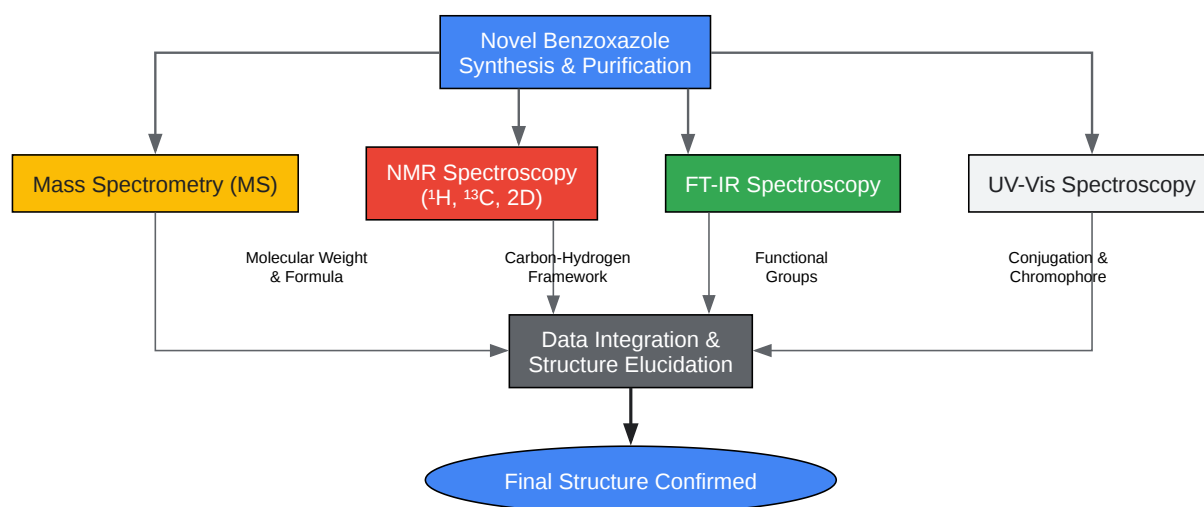 Novel Benzoxazole
Synthesis & Purification
Mass Spectrometry (MS)
NMR Spectroscopy
(¹H, ¹³C, 2D)
FT-IR Spectroscopy
UV-Vis Spectroscopy
Molecular Weight
& Formula
Carbon-Hydrogen
Framework
Functional
Groups
Conjugation &
Chromophore
Data Integration &
Structure Elucidation
Final Structure Confirmed